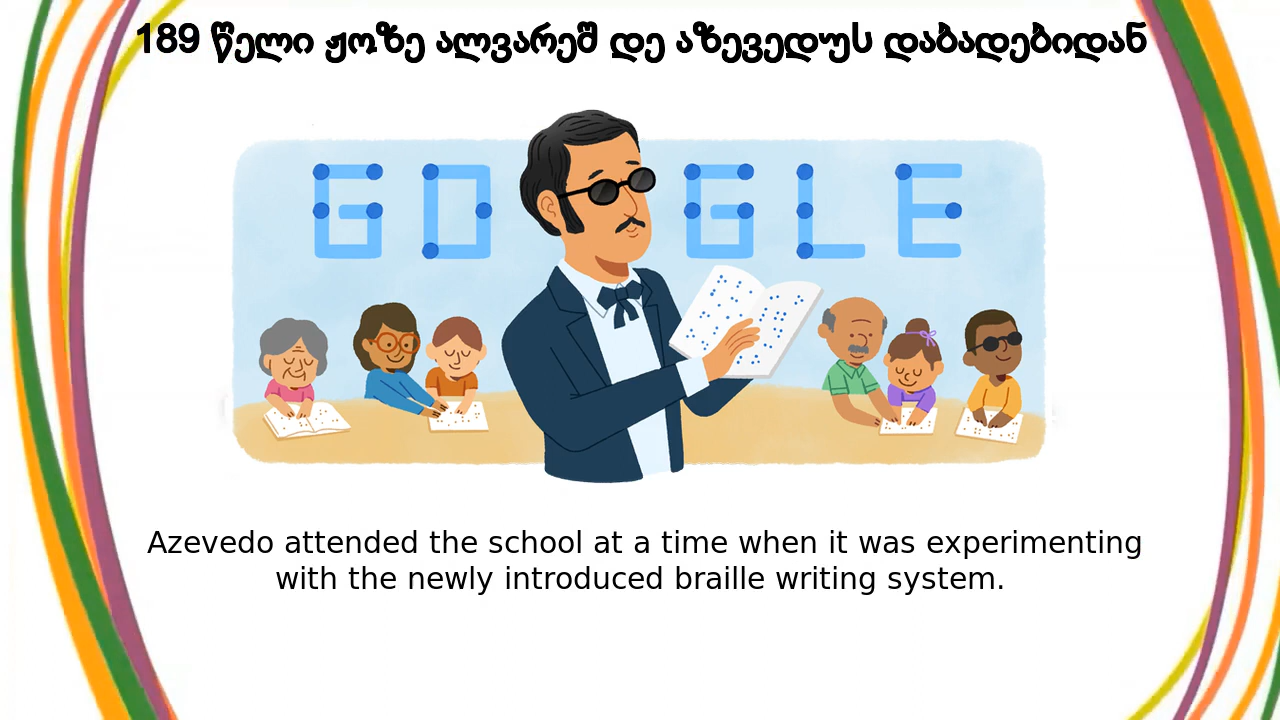 189 წელი ჟოზე ალვარეშ დე აზევედუს დაბადებიდან
GOOGLE
Azevedo attended the school at a time when it was experimenting
with the newly introduced braille writing system.